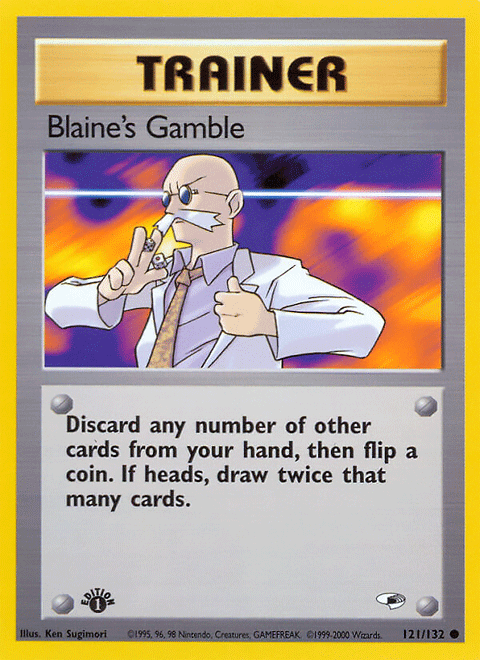 TRAINER
Blaine's Gamble
Discard any number of other
cards from your hand, then flip a
coin. If heads, draw twice that
many cards.
EDITION
1
Illus. Ken Sugimori ©1995, 96, 98 Nintendo, Creatures, GAMEFREAK. ©1999-2000 Wizards. 121/132 ●